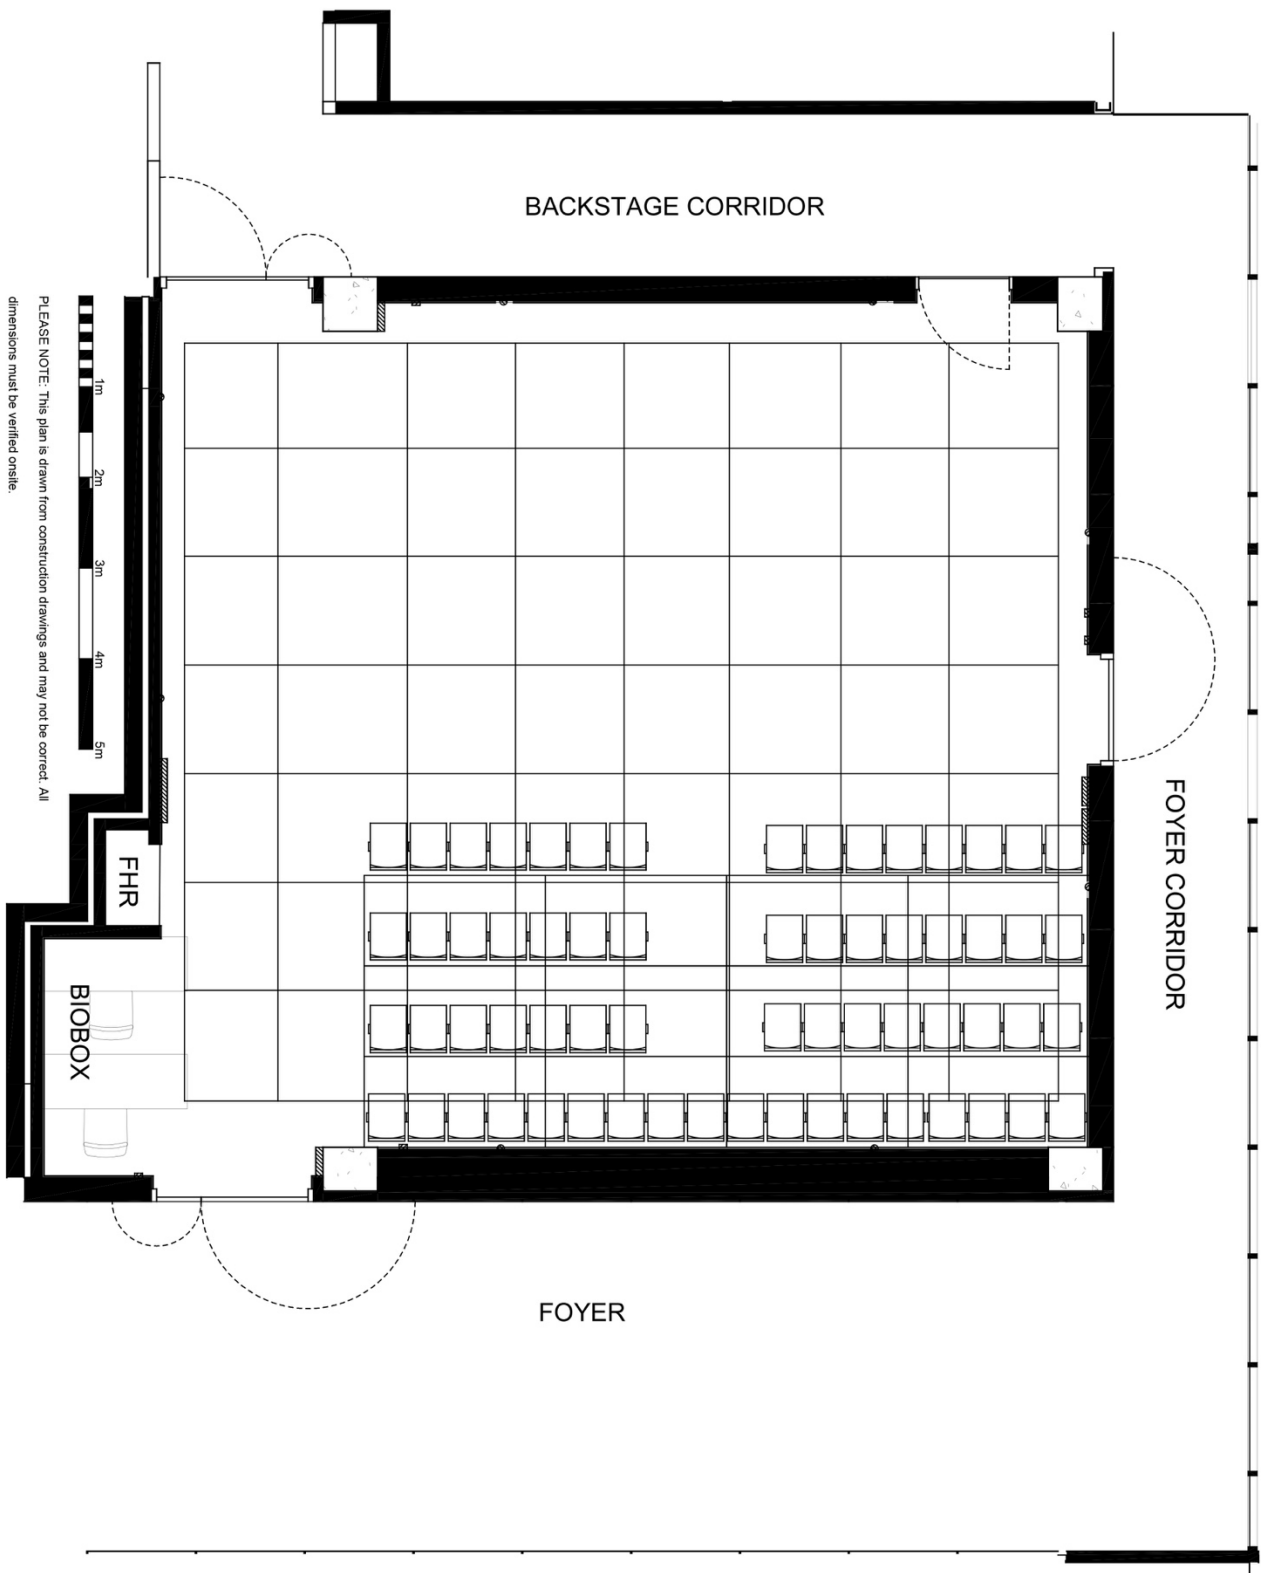 BACKSTAGE CORRIDOR
PLEASE NOTE: This plan is drawn from construction drawings and may not be correct. All
dimensions must be verified onsite.
1m
2m
3m
4m
5m
FOYER CORRIDOR
FHR
BIOBOX
FOYER